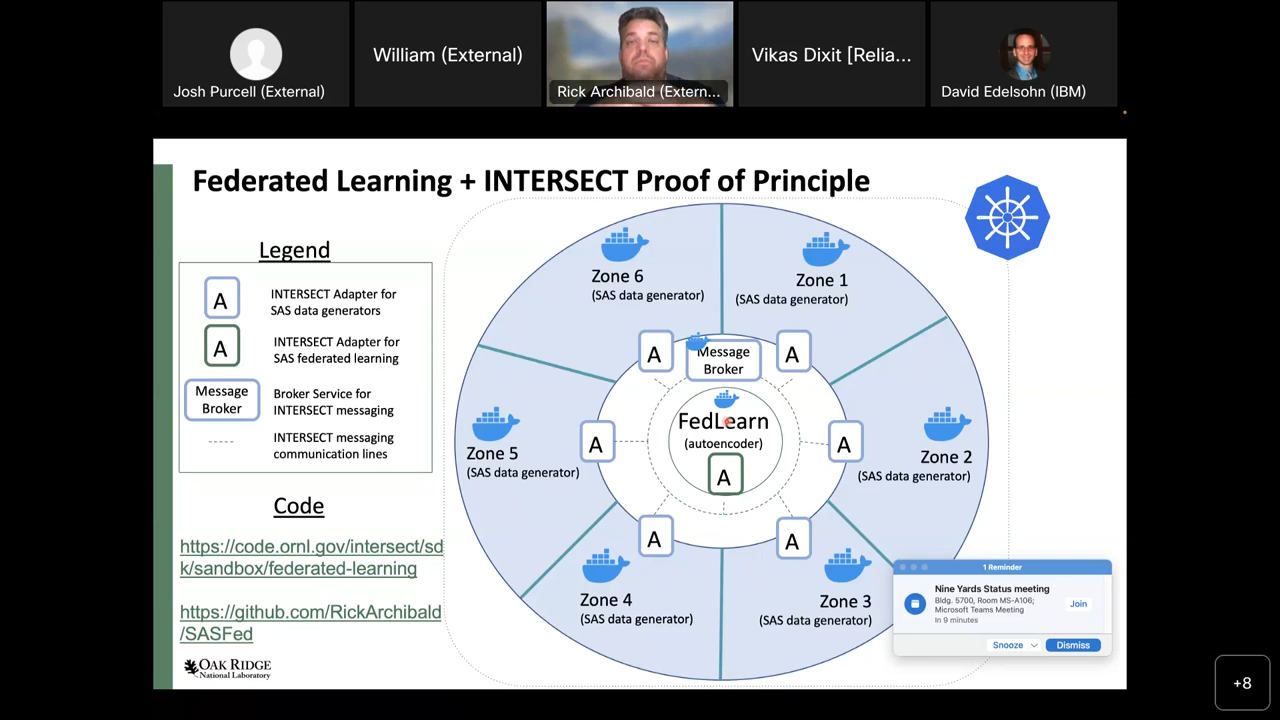 Josh Purcell (External)
William (External)
Rick Archibald (Extern...
Vikas Dixit [Relia...
David Edelsohn (IBM)
Federated Learning + INTERSECT Proof of Principle
Legend
A
INTERSECT Adapter for
SAS data generators
A
INTERSECT Adapter for
SAS federated learning
Message
Broker
Broker Service for
INTERSECT messaging
INTERSECT messaging
communication lines
Code
https://code.ornl.gov/intersect/sd
k/sandbox/federated-learning
https://github.com/RickArchibald
/SASFed
OAK RIDGE
National Laboratory
Zone 6
(SAS data generator)
Zone 1
(SAS data generator)
A
Message
Broker
A
FedLearn
(autoencoder)
A
Zone 5
(SAS data generator)
A
A
Zone 2
(SAS data generator)
A
A
Zone 4
(SAS data generator)
Zone 3
(SAS data generator)
1 Reminder
Nine Yards Status meeting
Bldg. 5700, Room MS-A106;
Microsoft Teams Meeting
In 9 minutes
Join
Snooze
Dismiss
+8